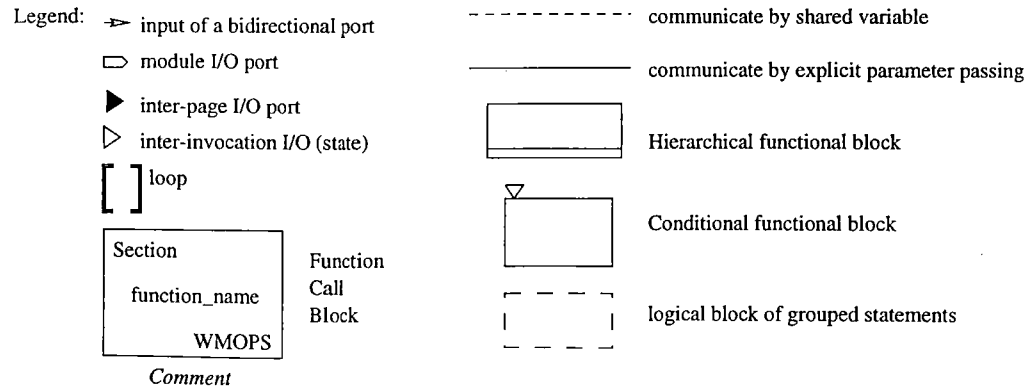 Legend:
input of a bidirectional port
module I/O port
inter-page I/O port
inter-invocation I/O (state)
loop
Section
function_name
WMOPS
Comment
Function
Call
Block
communicate by shared variable
communicate by explicit parameter passing
Hierarchical functional block
Conditional functional block
logical block of grouped statements